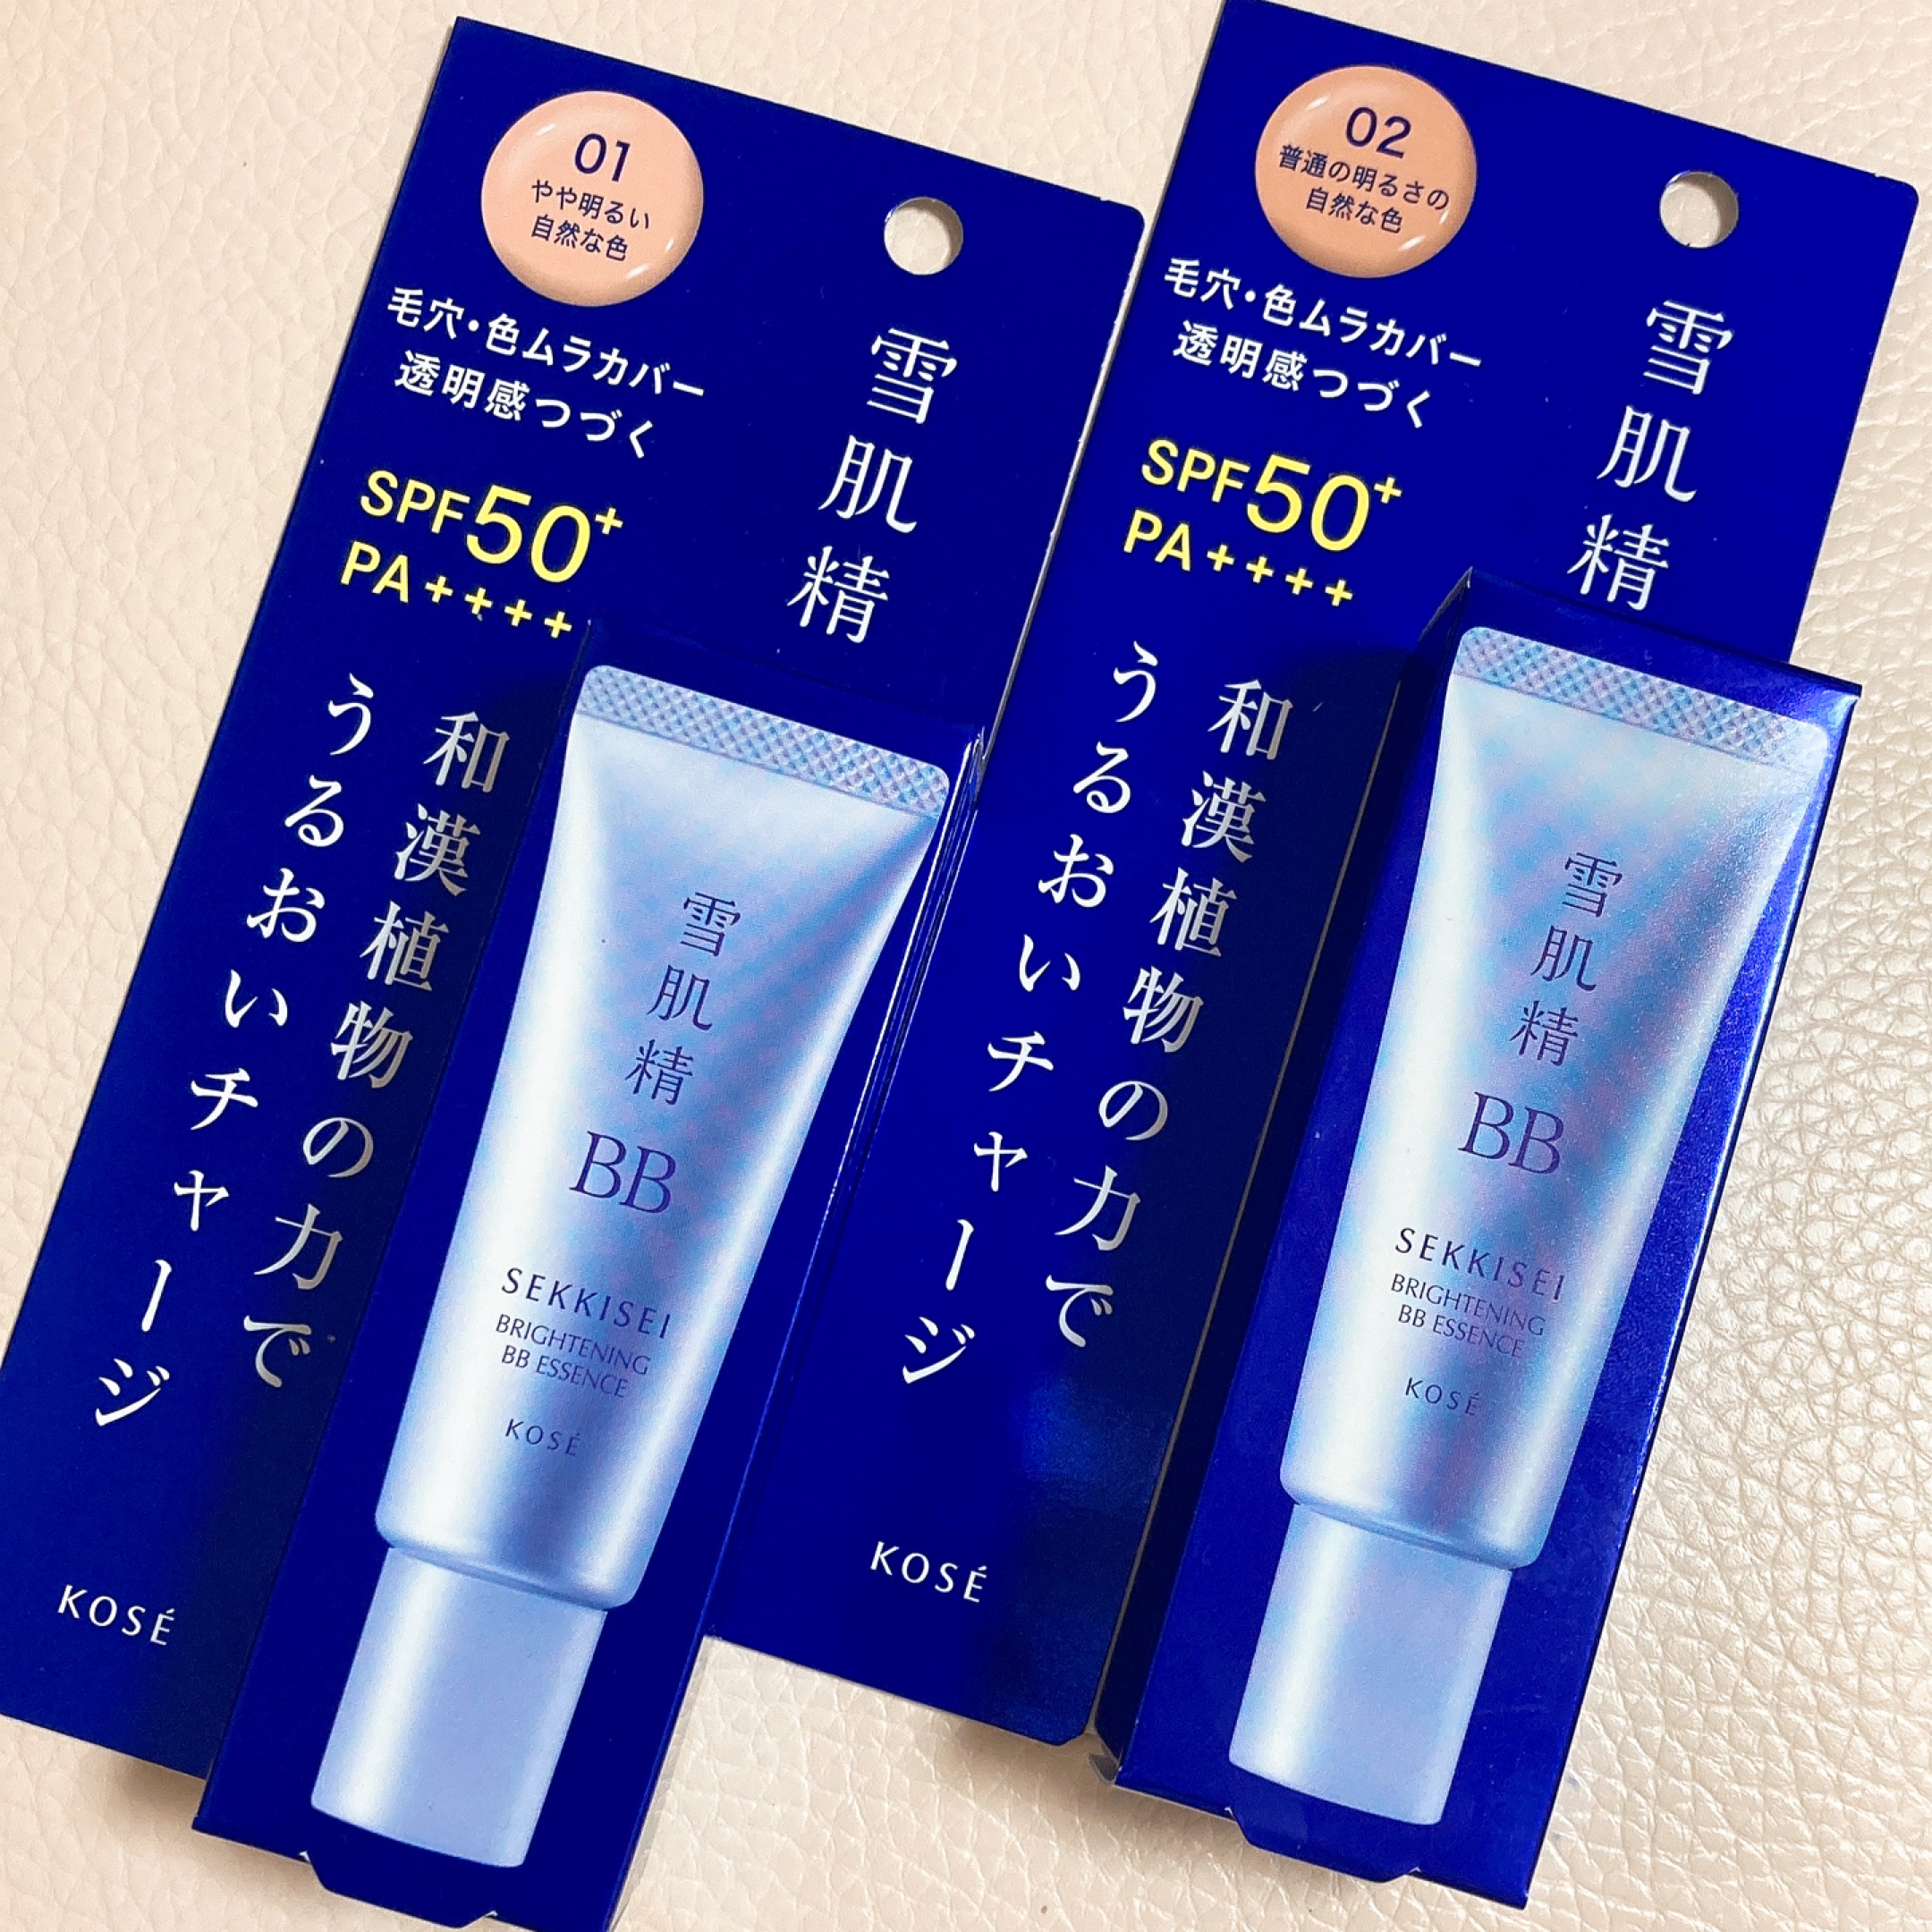 01
やや明るい
自然な色
毛穴・色ムラカバー
透明感つづく
SPF50+
PA++++
雪肌精
和漢植物の力で
うるおいチャージ
雪肌精
BB
SEKKISEI
BRIGHTENING
BB ESSENCE
KOSÉ
KOSÉ
02
普通の明るさの
自然な色
毛穴・色ムラカバー
透明感つづく
SPF50+
PA++++
雪肌精
和漢植物の力で
うるおいチャージ
雪肌精
BB
SEKKISEI
BRIGHTENING
BB ESSENCE
KOSÉ
KOSÉ